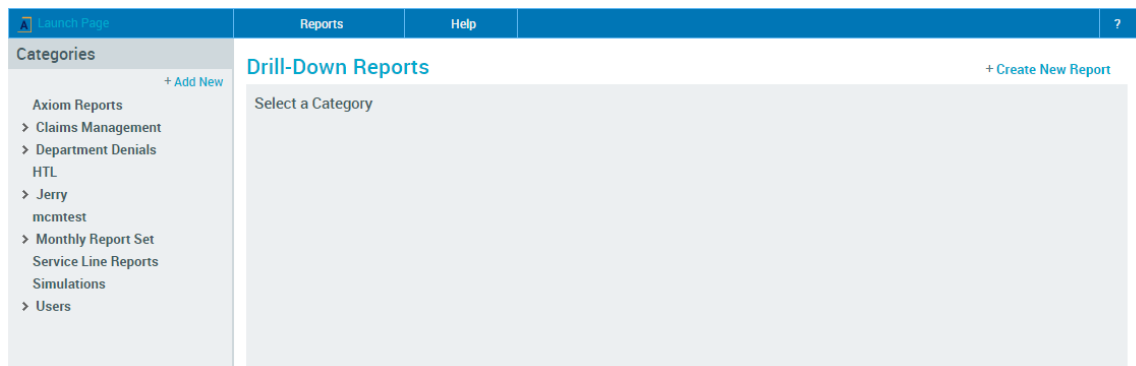 Launch Page Reports Help ?
Categories
+ Add New
Axiom Reports
> Claims Management
> Department Denials
HTL
> Jerry
mcmtest
> Monthly Report Set
Service Line Reports
Simulations
> Users
Drill-Down Reports
+ Create New Report
Select a Category